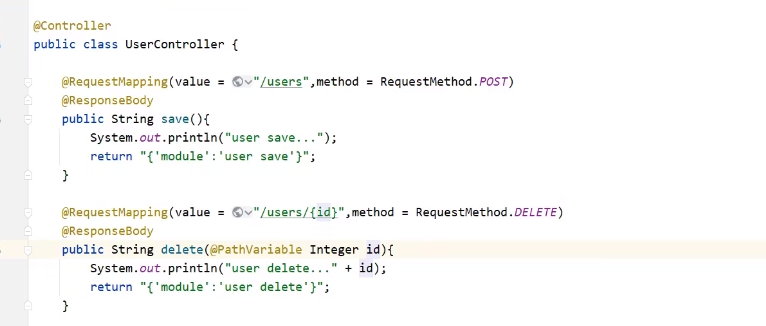 @Controller
public class UserController {
@RequestMapping(value = "/users",method = RequestMethod.POST)
@ResponseBody
public String save(){
System.out.println("user save...");
return "{'module':'user save'}";
}
@RequestMapping(value = "/users/{id}",method = RequestMethod.DELETE)
@ResponseBody
public String delete(@PathVariable Integer id){
System.out.println("user delete..." + id);
return "{'module':'user delete'}";
}